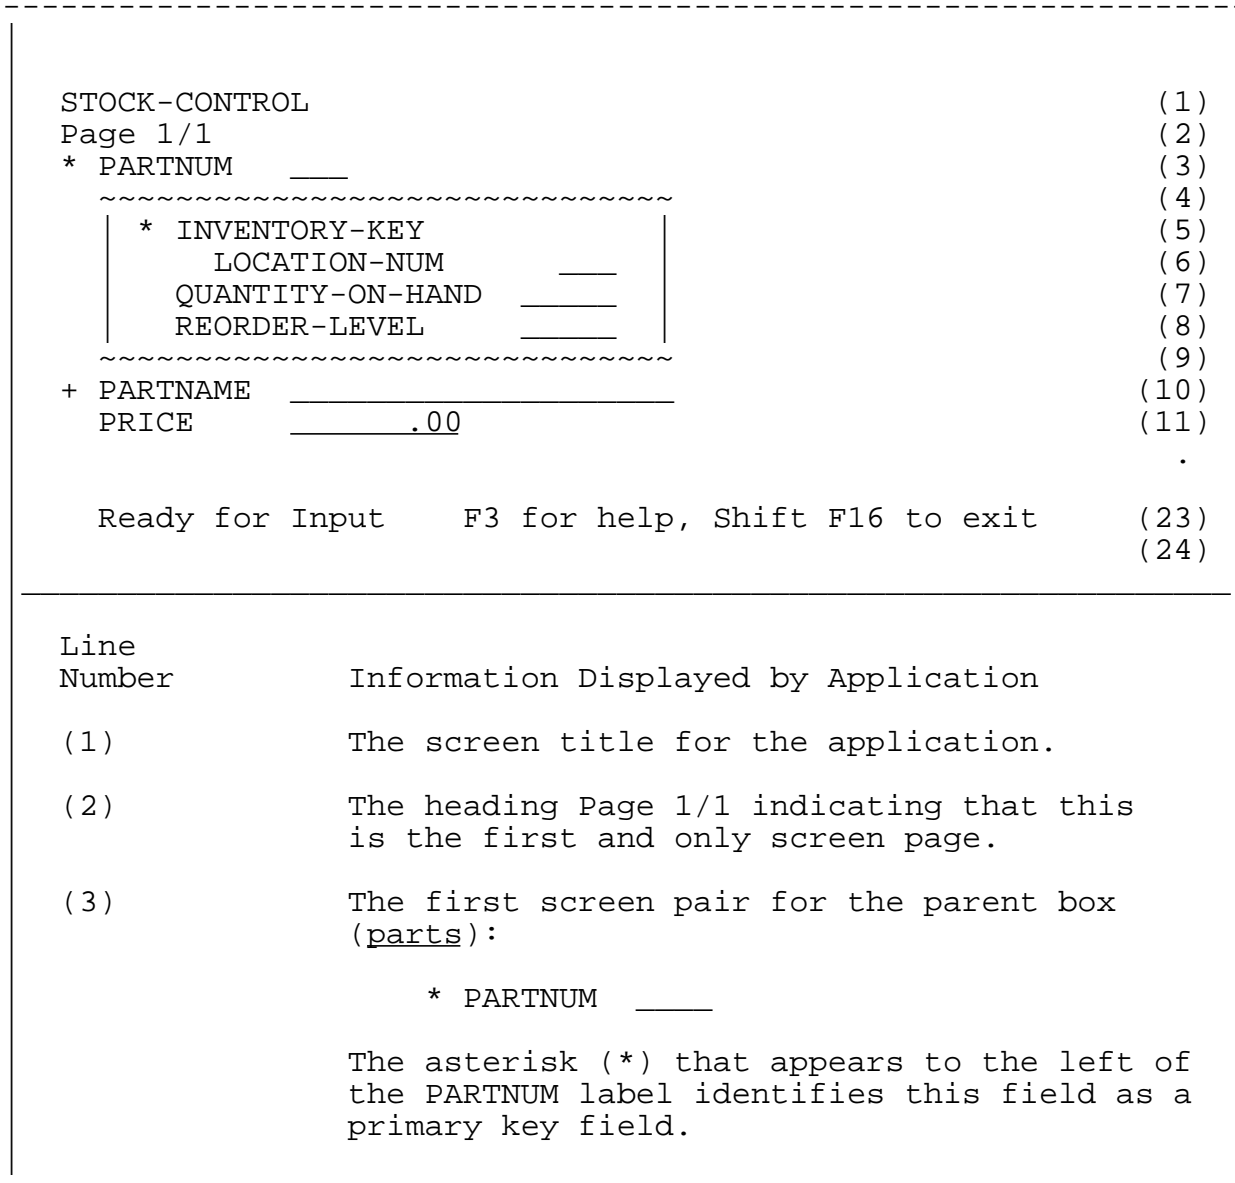 STOCK-CONTROL (1)
Page 1/1 (2)
* PARTNUM ___ (3)
~~~~~~~~~~~~~~~~~~~~~~~~~~~~~~ (4)
| * INVENTORY-KEY | (5)
| LOCATION-NUM ___ | (6)
| QUANTITY-ON-HAND _____ | (7)
| REORDER-LEVEL _____ | (8)
~~~~~~~~~~~~~~~~~~~~~~~~~~~~~~ (9)
+ PARTNAME ____________________ (10)
PRICE ______.00 (11)
.
Ready for Input F3 for help, Shift F16 to exit (23)
(24)
Line
Number Information Displayed by Application
(1) The screen title for the application.
(2) The heading Page 1/1 indicating that this
is the first and only screen page.
(3) The first screen pair for the parent box
(parts):
* PARTNUM ____
The asterisk (*) that appears to the left of
the PARTNUM label identifies this field as a
primary key field.